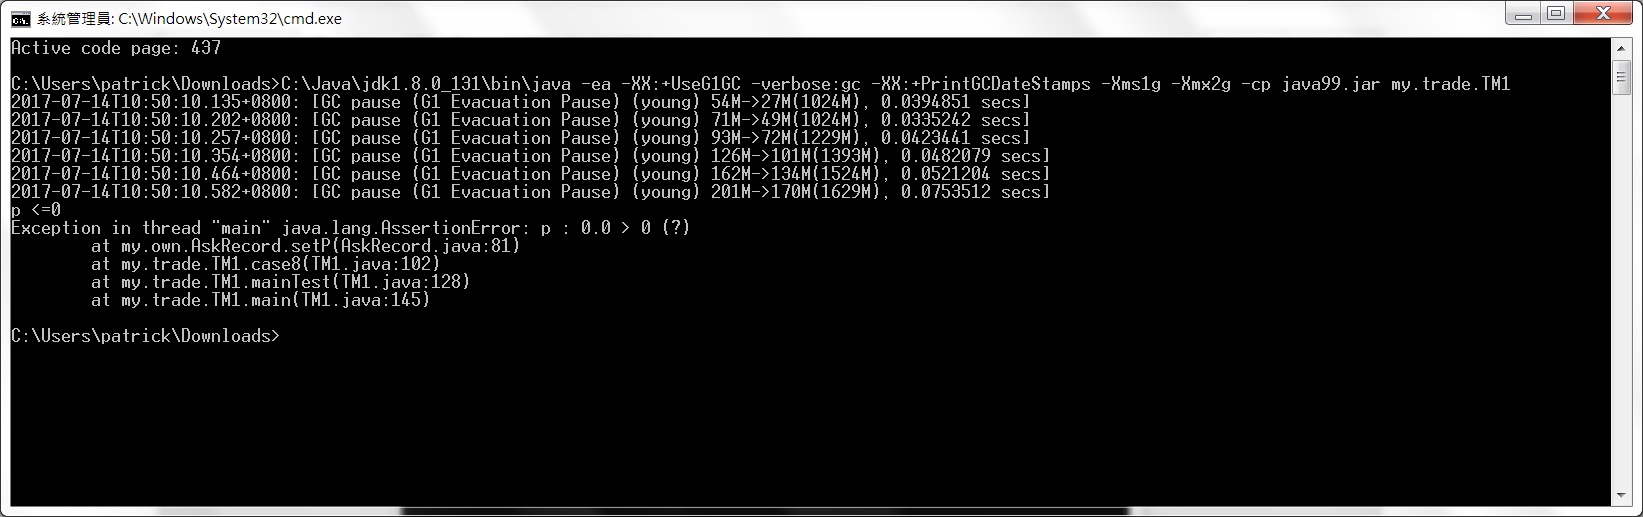 系統管理員: C:\Windows\System32\cmd.exe
Active code page: 437
C:\Users\patrick\Downloads>C:\Java\jdk1.8.0_131\bin\java -ea -XX:+UseG1GC -verbose:gc -XX:+PrintGCDateStamps -Xms1g -Xmx2g -cp java99.jar my.trade.TM1
2017-07-14T10:50:10.135+0800: [GC pause (G1 Evacuation Pause) (young) 54M->27M(1024M), 0.0394851 secs]
2017-07-14T10:50:10.202+0800: [GC pause (G1 Evacuation Pause) (young) 71M->49M(1024M), 0.0335242 secs]
2017-07-14T10:50:10.257+0800: [GC pause (G1 Evacuation Pause) (young) 93M->72M(1229M), 0.0423441 secs]
2017-07-14T10:50:10.354+0800: [GC pause (G1 Evacuation Pause) (young) 126M->101M(1393M), 0.0482079 secs]
2017-07-14T10:50:10.464+0800: [GC pause (G1 Evacuation Pause) (young) 162M->134M(1524M), 0.0521204 secs]
2017-07-14T10:50:10.582+0800: [GC pause (G1 Evacuation Pause) (young) 201M->170M(1629M), 0.0753512 secs]
p <=0
Exception in thread "main" java.lang.AssertionError: p : 0.0 > 0 (?)
        at my.own.AskRecord.setP(AskRecord.java:81)
        at my.trade.TM1.case8(TM1.java:102)
        at my.trade.TM1.mainTest(TM1.java:128)
        at my.trade.TM1.main(TM1.java:145)
C:\Users\patrick\Downloads>